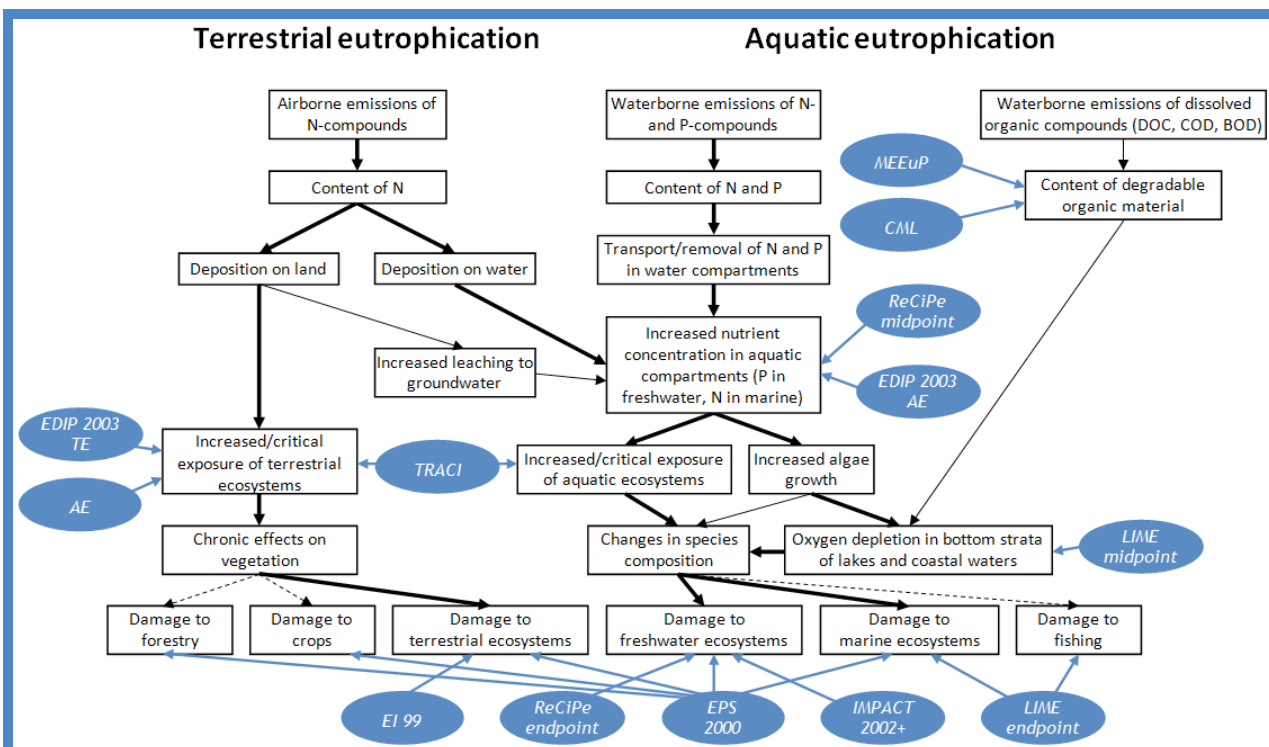 Terrestrial eutrophication
Aquatic eutrophication
Airborne emissions of
N-compounds
Waterborne emissions of N-
and P-compounds
Waterborne emissions of dissolved
organic compounds (DOC, COD, BOD)
MEEuP
Content of N
Content of N and P
Content of degradable
organic material
CML
Deposition on land
Deposition on water
Transport/removal of N and P
in water compartments
ReCiPe
midpoint
Increased leaching to
groundwater
Increased nutrient
concentration in aquatic
compartments (P in
freshwater, N in marine)
EDIP 2003
AE
EDIP 2003
TE
Increased/critical
exposure of terrestrial
ecosystems
TRACI
Increased/critical exposure
of aquatic ecosystems
Increased algae
growth
AE
Chronic effects on
vegetation
Changes in species
composition
Oxygen depletion in bottom strata
of lakes and coastal waters
LIME
midpoint
Damage to
forestry
Damage to
crops
Damage to
terrestrial ecosystems
Damage to
freshwater ecosystems
Damage to
marine ecosystems
Damage to
fishing
EI 99
ReCiPe
endpoint
EPS
2000
IMPACT
2002+
LIME
endpoint